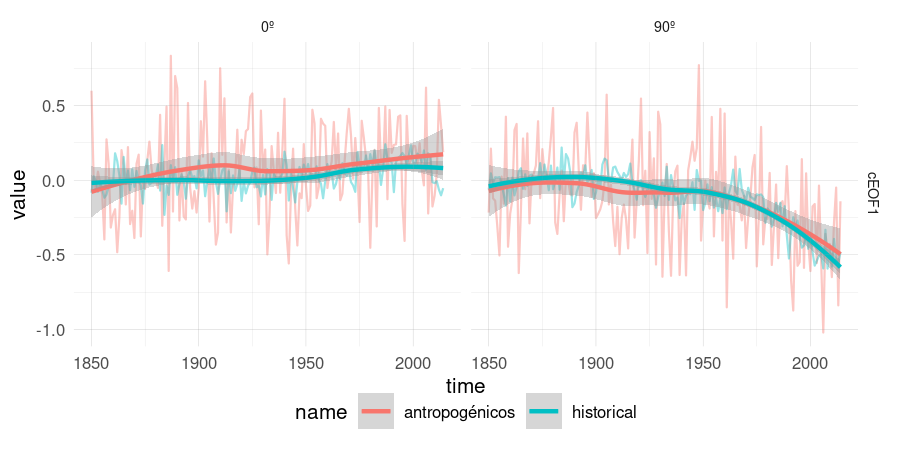 0º 90º
value
0.5
0.0
-0.5
-1.0
cEOF1
1850 1900 1950 2000 1850 1900 1950 2000
time
name antropogénicos historical